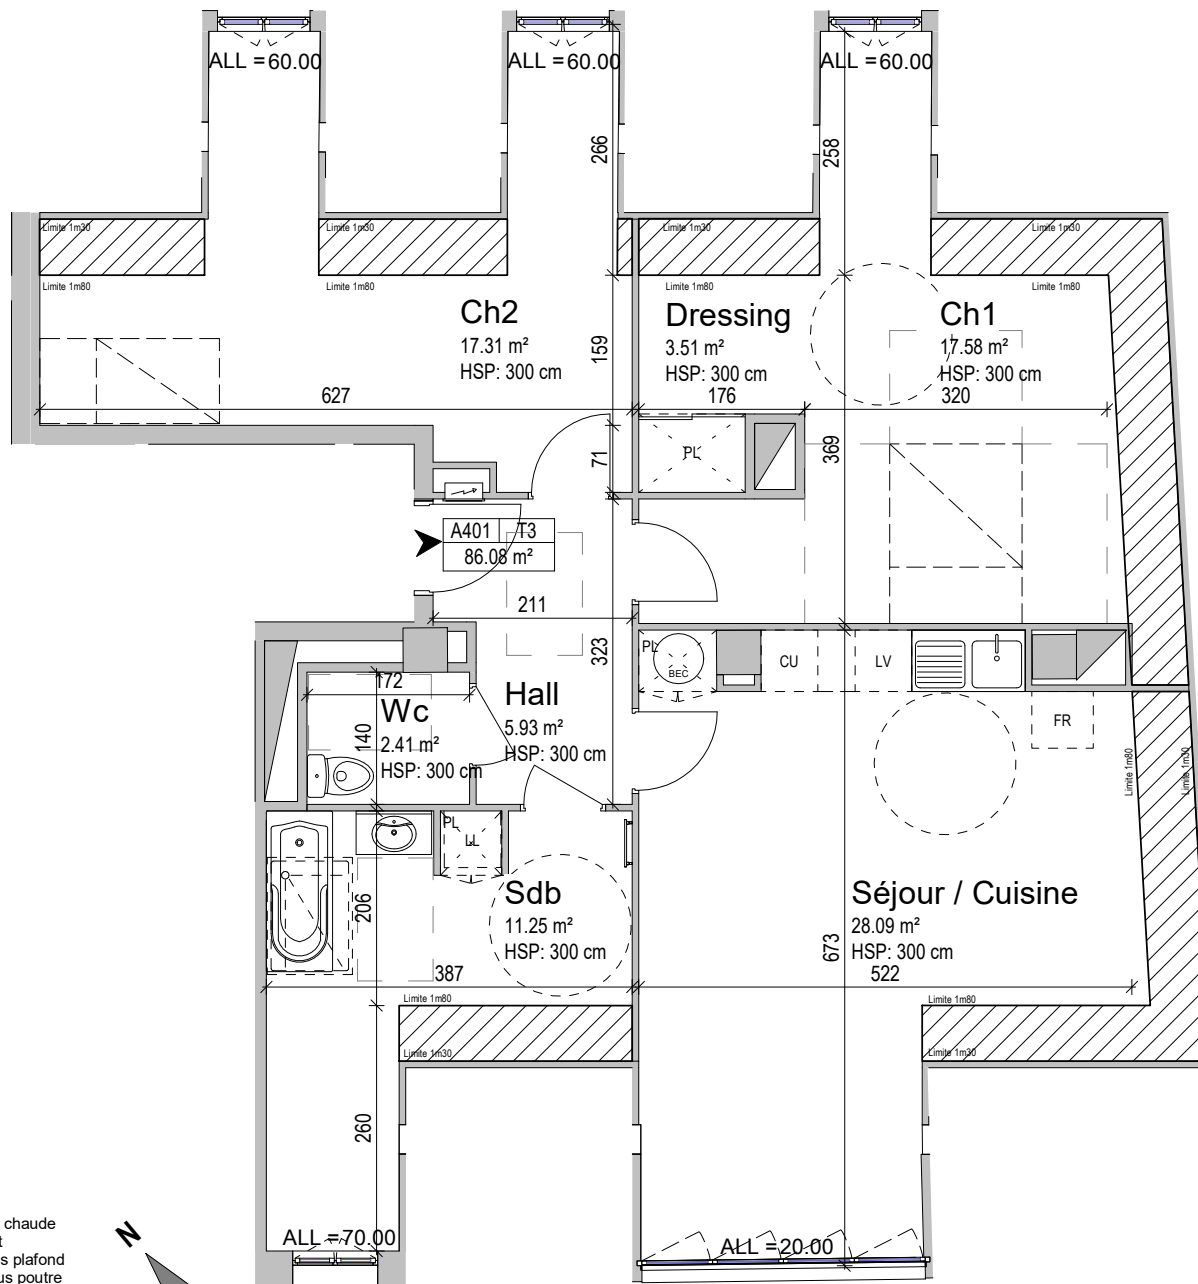 ALL =60.00
ALL =60.00
ALL =60.00
266
258
Limite 1m30
Limite 1m30
Limite 1m30
Limite 1m30
Limite 1m80
Limite 1m80
Limite 1m80
Limite 1m80
Ch2
17.31 m²
HSP: 300 cm
159
Dressing
3.51 m²
HSP: 300 cm
Ch1
17.58 m²
HSP: 300 cm
627
176
320
71
PL
369
A401
T3
86.08 m²
211
323
PL
BEC
CU
LV
FR
172
Wc
2.41 m²
HSP: 300 cm
140
Hall
5.93 m²
HSP: 300 cm
Limite 1m80
Limite 1m30
PL
LL
206
Sdb
11.25 m²
HSP: 300 cm
Séjour / Cuisine
28.09 m²
HSP: 300 cm
673
387
522
Limite 1m80
Limite 1m80
Limite 1m30
Limite 1m30
260
ALL =70.00
ALL =20.00
N
chaude
t
s plafond
us poutre